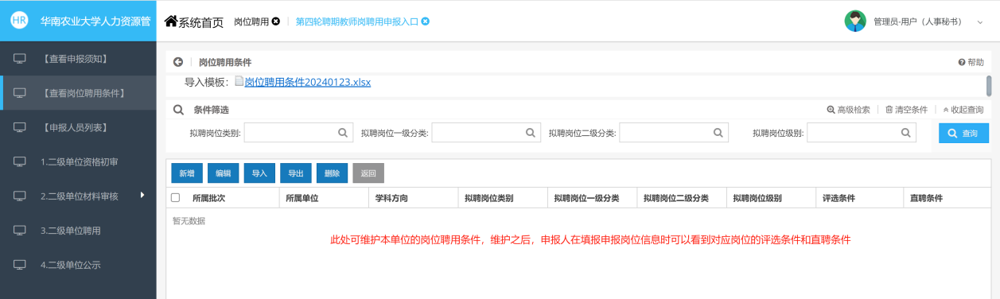 HR 华南农业大学人力资源管
系统首页 岗位聘用 第四轮聘期教师岗聘用申报入口
管理员-用户（人事秘书）
【查看申报须知】
【查看岗位聘用条件】
【申报人员列表】
1.二级单位资格初审
2.二级单位材料审核
3.二级单位聘用
4.二级单位公示
岗位聘用条件 帮助
导入模板： 岗位聘用条件20240123.xlsx
条件筛选 高级检索 清空条件 收起查询
拟聘岗位类别: 拟聘岗位一级分类: 拟聘岗位二级分类: 拟聘岗位级别: 查询
新增 编辑 导入 导出 删除 返回
所属批次 所属单位 学科方向 拟聘岗位类别 拟聘岗位一级分类 拟聘岗位二级分类 拟聘岗位级别 评选条件 直聘条件
暂无数据
此处可维护本单位的岗位聘用条件，维护之后，申报人在填报申报岗位信息时可以看到对应岗位的评选条件和直聘条件